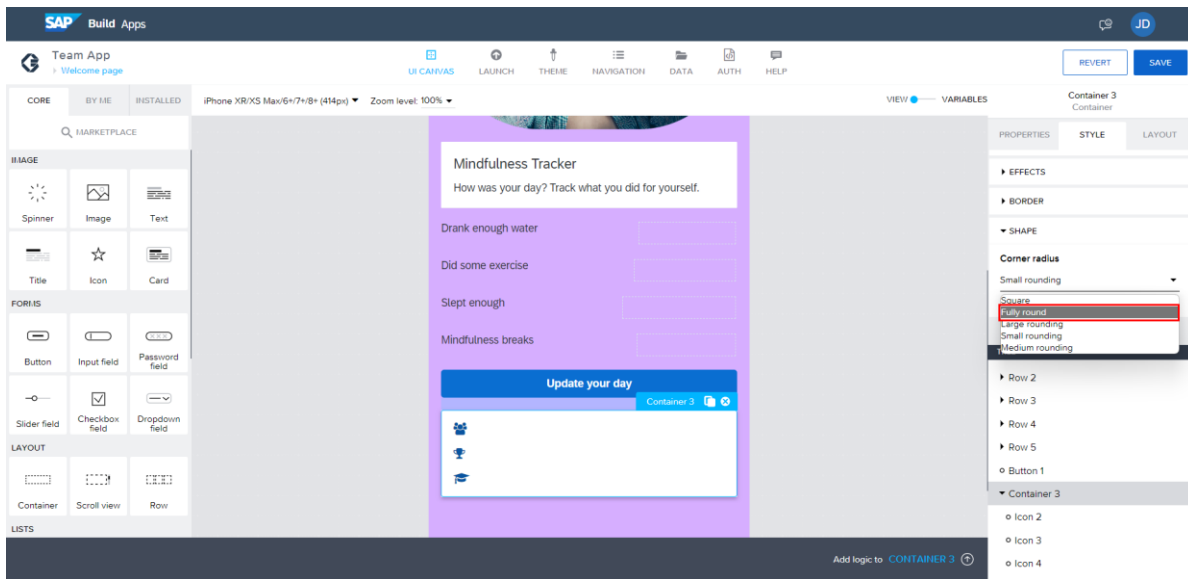 SAP Build Apps
JD
Team App
Welcome page
UI CANVAS LAUNCH THEME NAVIGATION DATA AUTH HELP
REVERT SAVE
CORE BY ME INSTALLED
iPhone XR/XS Max/6+/7+/8+ (414px) Zoom level: 100%
VIEW VARIABLES
Container 3
Container
MARKETPLACE
PROPERTIES STYLE LAYOUT
IMAGE
Spinner Image Text
Title Icon Card
FORMS
Button Input field Password field
Slider field Checkbox field Dropdown field
LAYOUT
Container Scroll view Row
LISTS
Mindfulness Tracker
How was your day? Track what you did for yourself.
Drank enough water
Did some exercise
Slept enough
Mindfulness breaks
Update your day
Container 3
EFFECTS
BORDER
SHAPE
Corner radius
Small rounding
Square
Fully round
Large rounding
Small rounding
Medium rounding
Row 2
Row 3
Row 4
Row 5
Button 1
Container 3
Icon 2
Icon 3
Icon 4
Add logic to CONTAINER 3